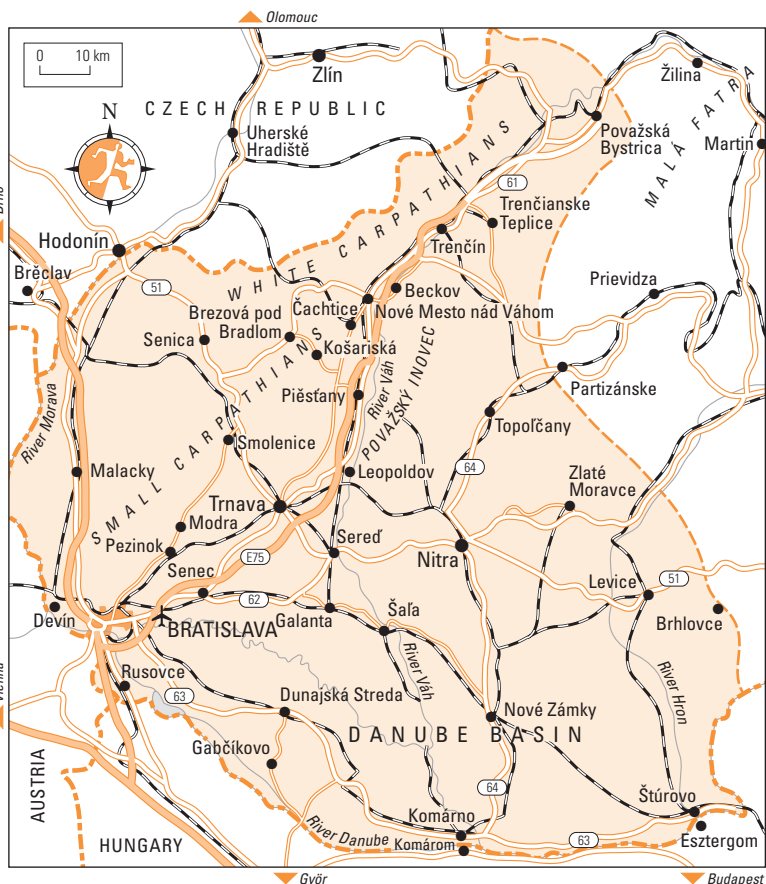 Olomouc
0 10 km
Zlín
Žilina
CZECH REPUBLIC
N
Uherské
Hradiště
Považská
Bystrica
Martin
MALÁ FATRA
Brno
61
Trenčianske
Teplice
WHITE CARPATHIANS
Trenčín
Hodonín
Břeclav
51
Beckov
Prievidza
Brezová pod
Bradlom
Čachtice
Nové Mesto nád Váhom
Senica
Košariská
Partizánske
Piěsťany
River Váh
POVAŽSKÝ INOVEC
Topoľčany
River Morava
SMALL CARPATHIANS
Smolenice
Malacky
Leopoldov
64
Zlaté
Moravce
Trnava
Modra
Pezinok
Sereď
Nitra
E75
Senec
62
Levice
51
Devín
BRATISLAVA
Galanta
Šaľa
Brhlovce
River Váh
River Hron
Vienna
Rusovce
63
Dunajská Streda
Nové Zámky
DANUBE BASIN
Gabčíkovo
AUSTRIA
64
Štúrovo
Komárno
River Danube
Komárom
63
Esztergom
HUNGARY
Györ
Budapest